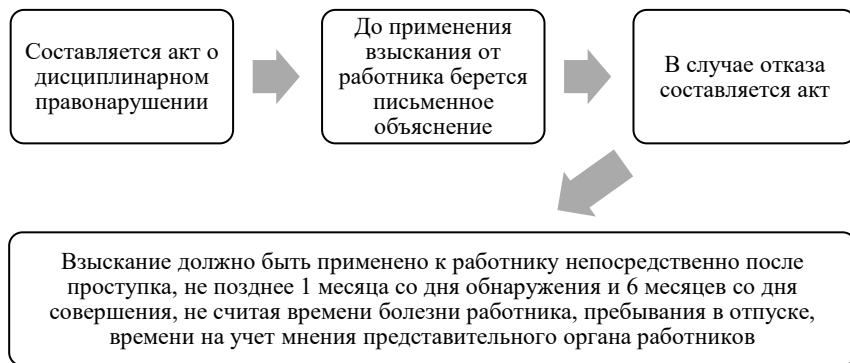 Составляется акт о
дисциплинарном
правонарушении
До применения
взыскания от
работника берется
письменное
объяснение
В случае отказа
составляется акт
Взыскание должно быть применено к работнику непосредственно после
проступка, не позднее 1 месяца со дня обнаружения и 6 месяцев со дня
совершения, не считая времени болезни работника, пребывания в отпуске,
времени на учет мнения представительного органа работников